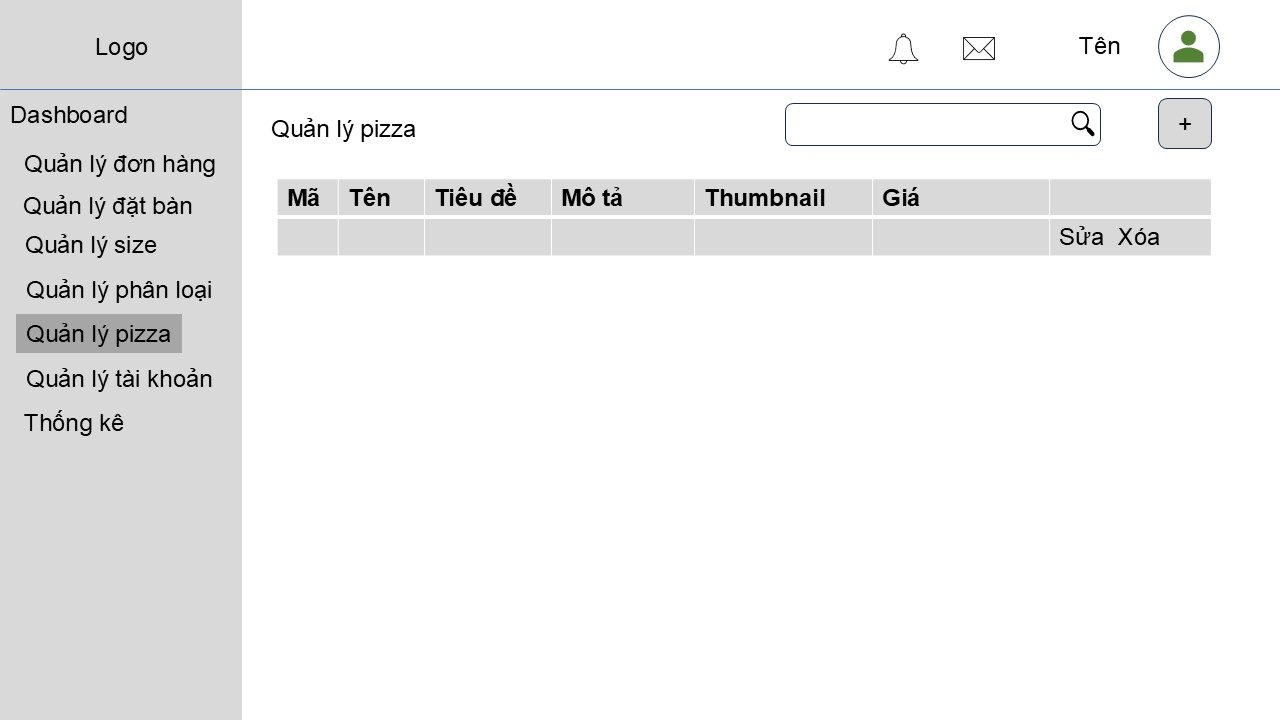 Logo
Tên
Dashboard
Quản lý đơn hàng
Quản lý đặt bàn
Quản lý size
Quản lý phân loại
Quản lý pizza
Quản lý tài khoản
Thống kê
Quản lý pizza
+
Mã Tên Tiêu đề Mô tả Thumbnail Giá
Sửa Xóa